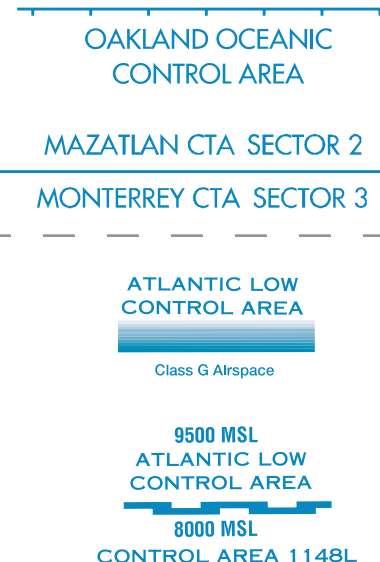 OAKLAND OCEANIC
CONTROL AREA
MAZATLAN CTA SECTOR 2
MONTERREY CTA SECTOR 3
ATLANTIC LOW
CONTROL AREA
Class G Airspace
9500 MSL
ATLANTIC LOW
CONTROL AREA
8000 MSL
CONTROL AREA 1148L